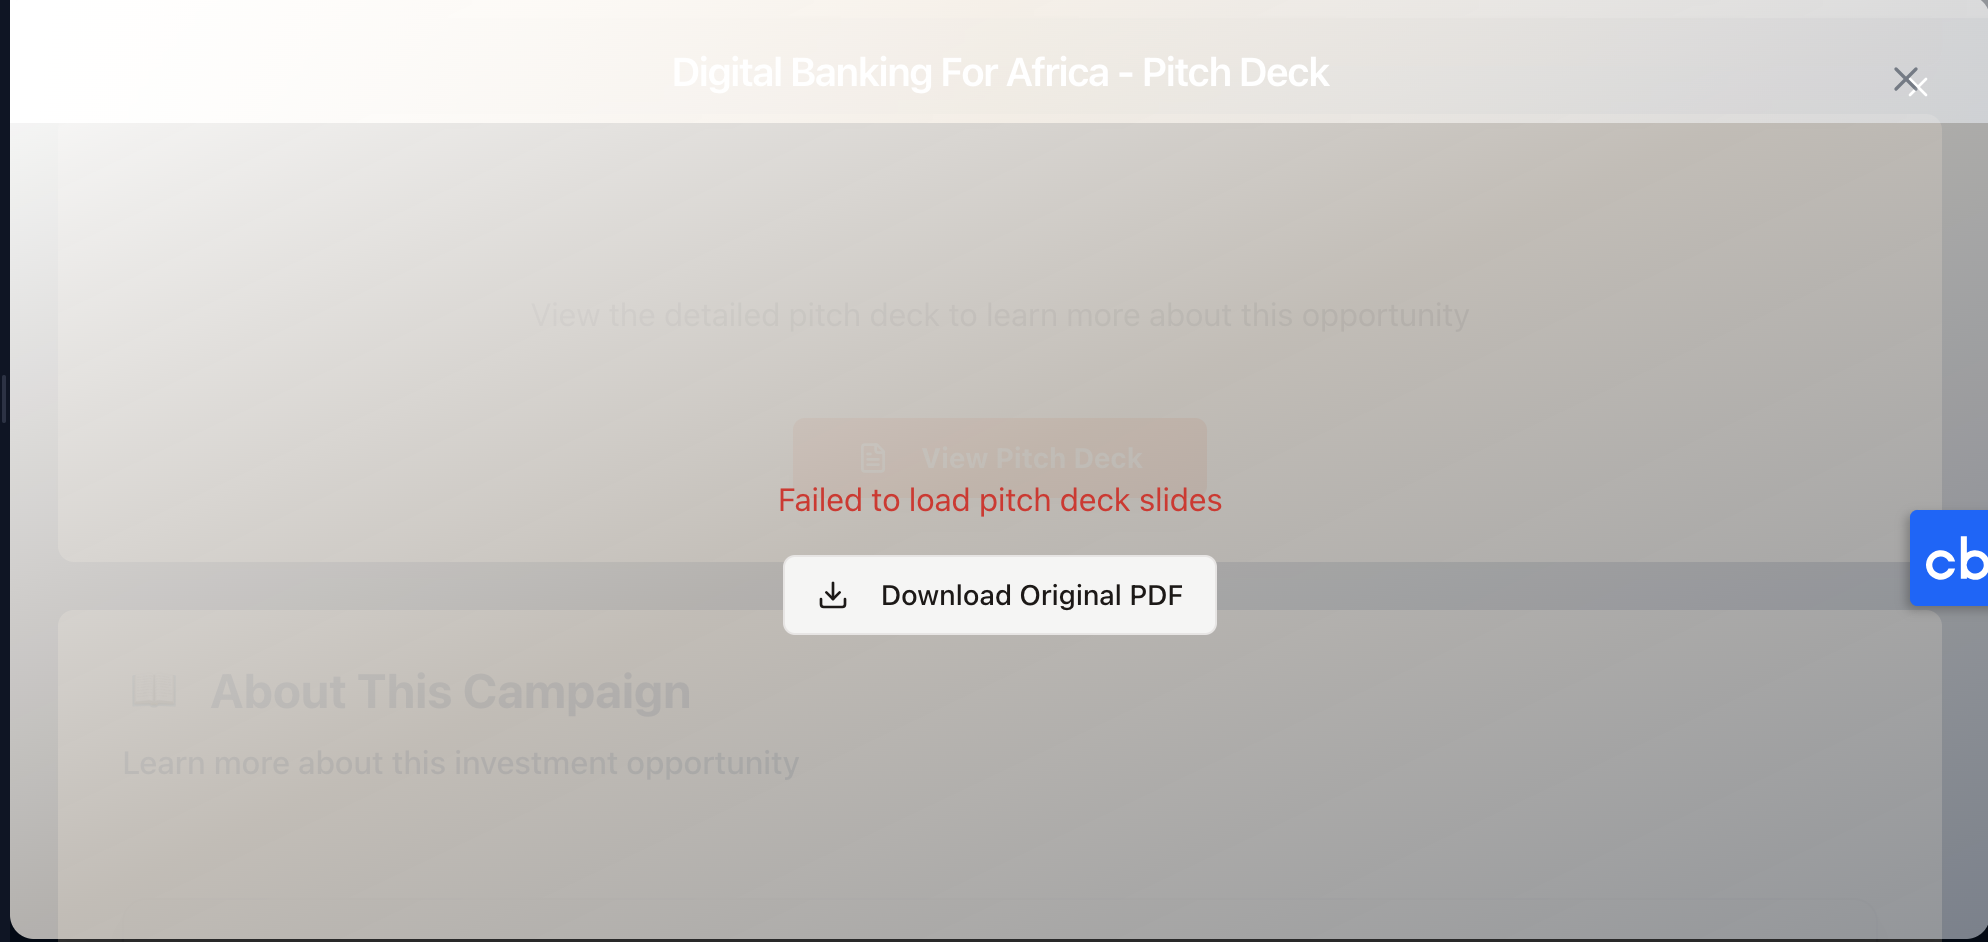 Digital Banking For Africa - Pitch Deck
View the detailed pitch deck to learn more about this opportunity
View Pitch Deck
Failed to load pitch deck slides
Download Original PDF
cb
About This Campaign
Learn more about this investment opportunity